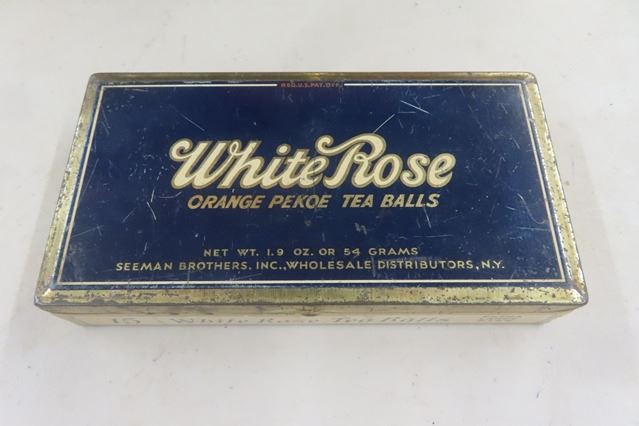 REG.U.S.PAT.OFF.
White Rose
ORANGE PEKOE TEA BALLS
NET WT. 1.9 OZ. OR 54 GRAMS
SEEMAN BROTHERS, INC., WHOLESALE DISTRIBUTORS, N.Y.
15 White Rose Tea Balls